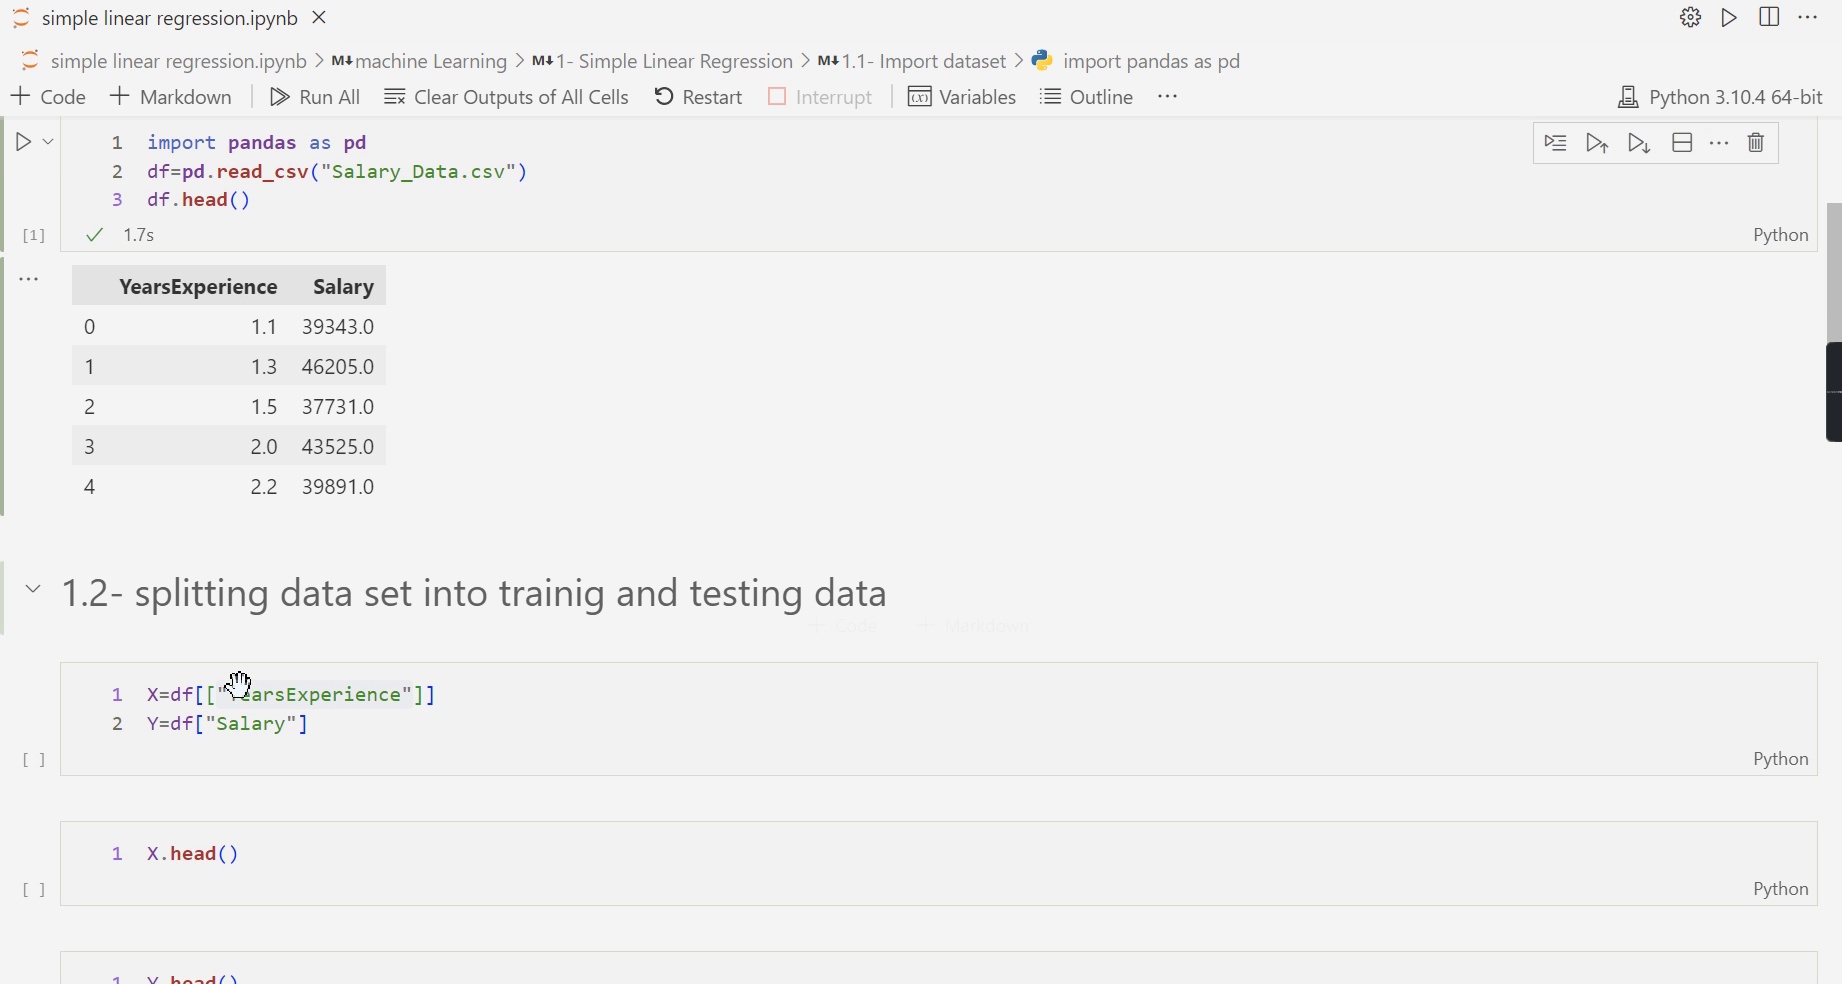 simple linear regression.ipynb
simple linear regression.ipynb > M↓ machine Learning > M↓ 1- Simple Linear Regression > M↓ 1.1- Import dataset > import pandas as pd
+ Code + Markdown Run All Clear Outputs of All Cells Restart Interrupt Variables Outline ... Python 3.10.4 64-bit
1 import pandas as pd
2 df=pd.read_csv("Salary_Data.csv")
3 df.head()
[1] ✓ 1.7s Python
YearsExperience Salary
0 1.1 39343.0
1 1.3 46205.0
2 1.5 37731.0
3 2.0 43525.0
4 2.2 39891.0
1.2- splitting data set into trainig and testing data
+ Code + Markdown
1 X=df[["YearsExperience"]]
2 Y=df["Salary"]
[ ] Python
1 X.head()
[ ] Python
1 Y.head()